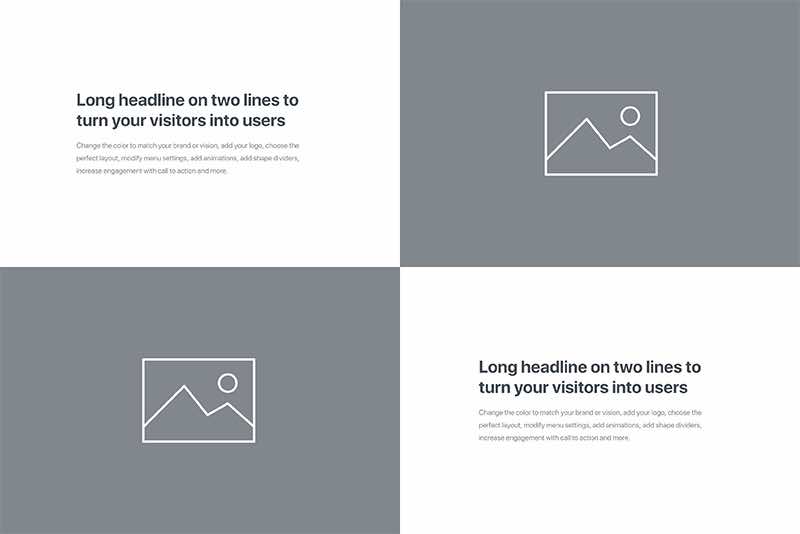 Long headline on two lines to
turn your visitors into users
Change the color to match your brand or vision, add your logo, choose the
perfect layout, modify menu settings, add animations, add shape dividers,
increase engagement with call to action and more.
Long headline on two lines to
turn your visitors into users
Change the color to match your brand or vision, add your logo, choose the
perfect layout, modify menu settings, add animations, add shape dividers,
increase engagement with call to action and more.